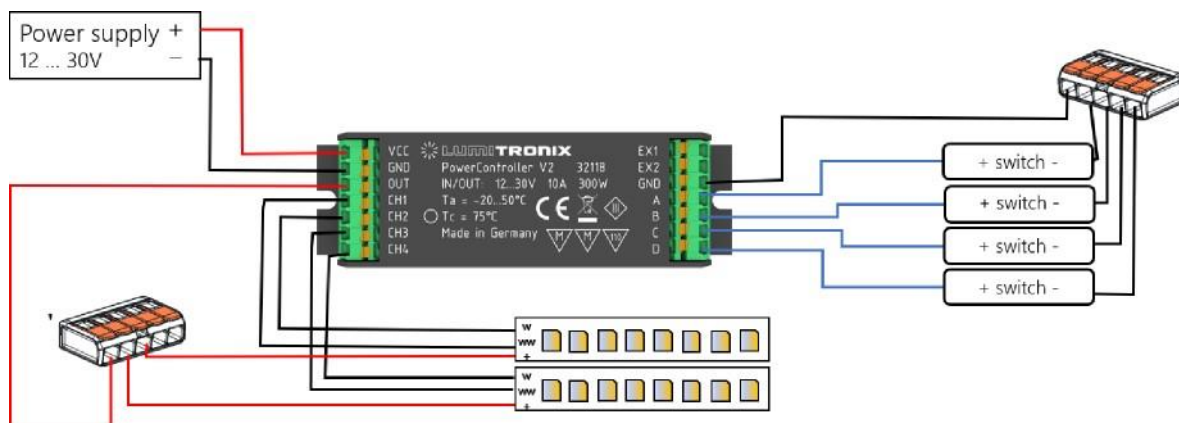 Power supply +
12 ... 30V −
VCC LUMITRONIX EX1
GND PowerController V2 32118 EX2
OUT IN/OUT: 12...30V 10A 300W GND
CH1 Ta = -20...50°C A
CH2 Tc = 75°C B
CH3 Made in Germany C
CH4 D
CE
III
M
M
110
+ switch -
+ switch -
+ switch -
+ switch -
W
WW
+
W
WW
+